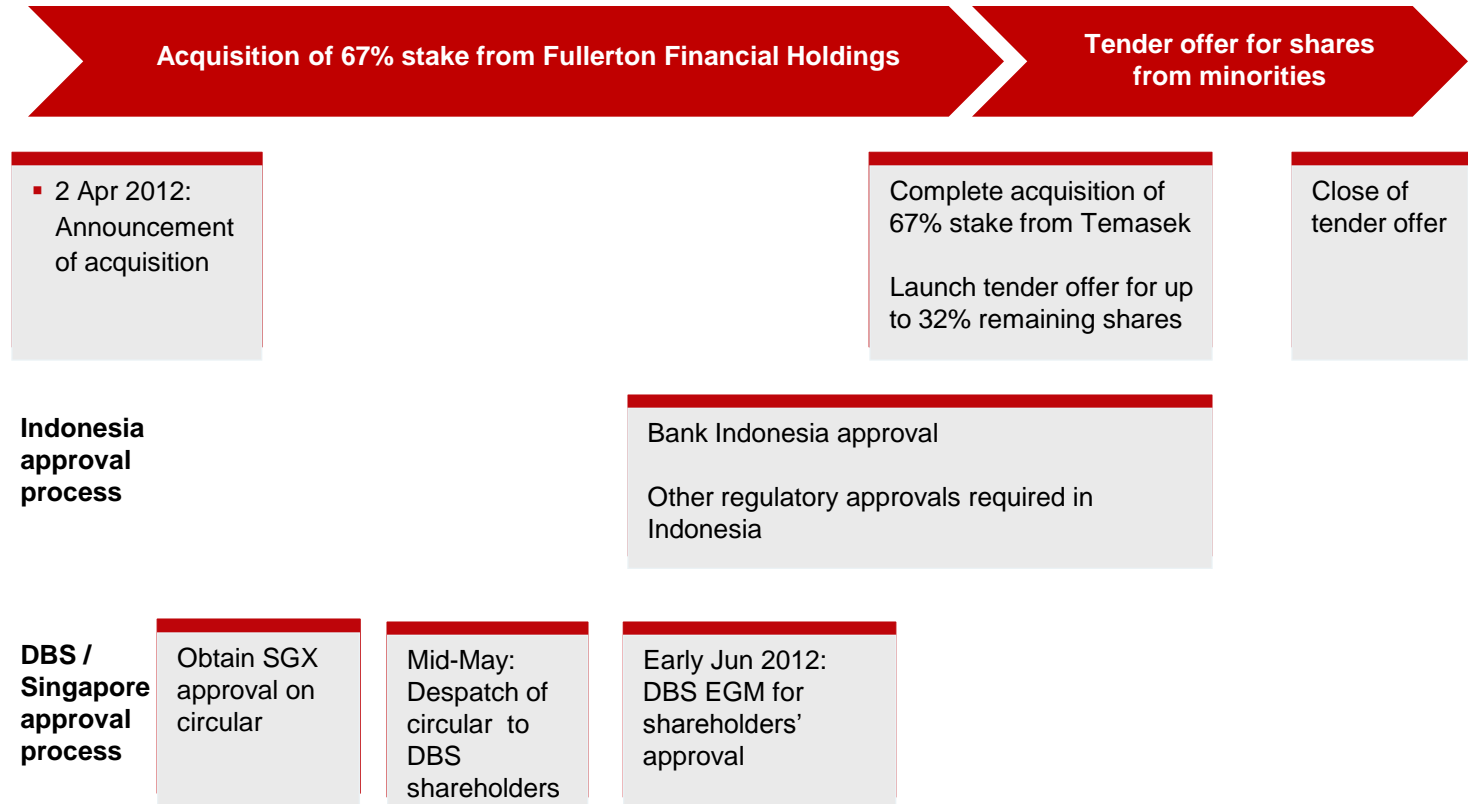 Acquisition of 67% stake from Fullerton Financial Holdings
Tender offer for shares
from minorities
▪ 2 Apr 2012:
Announcement
of acquisition
Complete acquisition of
67% stake from Temasek
Launch tender offer for up
to 32% remaining shares
Close of
tender offer
Indonesia
approval
process
Bank Indonesia approval
Other regulatory approvals required in
Indonesia
DBS /
Singapore
approval
process
Obtain SGX
approval on
circular
Mid-May:
Despatch of
circular to
DBS
shareholders
Early Jun 2012:
DBS EGM for
shareholders’
approval